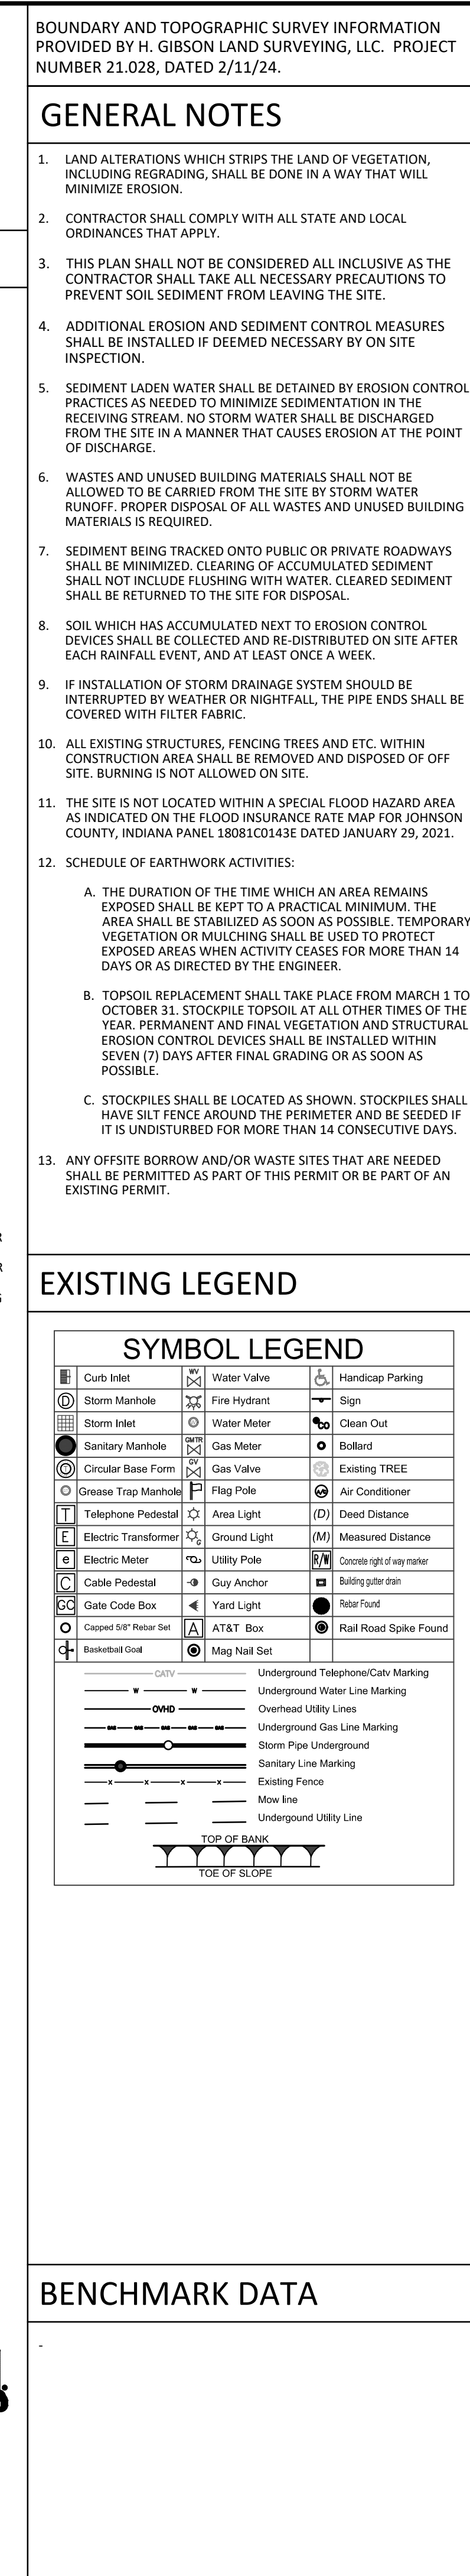 BOUNDARY AND TOPOGRAPHIC SURVEY INFORMATION
PROVIDED BY H. GIBSON LAND SURVEYING, LLC. PROJECT
NUMBER 21.028, DATED 2/11/24.
GENERAL NOTES
1. LAND ALTERATIONS WHICH STRIPS THE LAND OF VEGETATION,
INCLUDING REGRADING, SHALL BE DONE IN A WAY THAT WILL
MINIMIZE EROSION.
2. CONTRACTOR SHALL COMPLY WITH ALL STATE AND LOCAL
ORDINANCES THAT APPLY.
3. THIS PLAN SHALL NOT BE CONSIDERED ALL INCLUSIVE AS THE
CONTRACTOR SHALL TAKE ALL NECESSARY PRECAUTIONS TO
PREVENT SOIL SEDIMENT FROM LEAVING THE SITE.
4. ADDITIONAL EROSION AND SEDIMENT CONTROL MEASURES
SHALL BE INSTALLED IF DEEMED NECESSARY BY ON SITE
INSPECTION.
5. SEDIMENT LADEN WATER SHALL BE DETAINED BY EROSION CONTROL
PRACTICES AS NEEDED TO MINIMIZE SEDIMENTATION IN THE
RECEIVING STREAM. NO STORM WATER SHALL BE DISCHARGED
FROM THE SITE IN A MANNER THAT CAUSES EROSION AT THE POINT
OF DISCHARGE.
6. WASTES AND UNUSED BUILDING MATERIALS SHALL NOT BE
ALLOWED TO BE CARRIED FROM THE SITE BY STORM WATER
RUNOFF. PROPER DISPOSAL OF ALL WASTES AND UNUSED BUILDING
MATERIALS IS REQUIRED.
7. SEDIMENT BEING TRACKED ONTO PUBLIC OR PRIVATE ROADWAYS
SHALL BE MINIMIZED. CLEARING OF ACCUMULATED SEDIMENT
SHALL NOT INCLUDE FLUSHING WITH WATER. CLEARED SEDIMENT
SHALL BE RETURNED TO THE SITE FOR DISPOSAL.
8. SOIL WHICH HAS ACCUMULATED NEXT TO EROSION CONTROL
DEVICES SHALL BE COLLECTED AND RE-DISTRIBUTED ON SITE AFTER
EACH RAINFALL EVENT, AND AT LEAST ONCE A WEEK.
9. IF INSTALLATION OF STORM DRAINAGE SYSTEM SHOULD BE
INTERRUPTED BY WEATHER OR NIGHTFALL, THE PIPE ENDS SHALL BE
COVERED WITH FILTER FABRIC.
10. ALL EXISTING STRUCTURES, FENCING TREES AND ETC. WITHIN
CONSTRUCTION AREA SHALL BE REMOVED AND DISPOSED OF OFF
SITE. BURNING IS NOT ALLOWED ON SITE.
11. THE SITE IS NOT LOCATED WITHIN A SPECIAL FLOOD HAZARD AREA
AS INDICATED ON THE FLOOD INSURANCE RATE MAP FOR JOHNSON
COUNTY, INDIANA PANEL 18081C0143E DATED JANUARY 29, 2021.
12. SCHEDULE OF EARTHWORK ACTIVITIES:
A. THE DURATION OF THE TIME WHICH AN AREA REMAINS
EXPOSED SHALL BE KEPT TO A PRACTICAL MINIMUM. THE
AREA SHALL BE STABILIZED AS SOON AS POSSIBLE. TEMPORARY
VEGETATION OR MULCHING SHALL BE USED TO PROTECT
EXPOSED AREAS WHEN ACTIVITY CEASES FOR MORE THAN 14
DAYS OR AS DIRECTED BY THE ENGINEER.
B. TOPSOIL REPLACEMENT SHALL TAKE PLACE FROM MARCH 1 TO
OCTOBER 31. STOCKPILE TOPSOIL AT ALL OTHER TIMES OF THE
YEAR. PERMANENT AND FINAL VEGETATION AND STRUCTURAL
EROSION CONTROL DEVICES SHALL BE INSTALLED WITHIN
SEVEN (7) DAYS AFTER FINAL GRADING OR AS SOON AS
POSSIBLE.
C. STOCKPILES SHALL BE LOCATED AS SHOWN. STOCKPILES SHALL
HAVE SILT FENCE AROUND THE PERIMETER AND BE SEEDED IF
IT IS UNDISTURBED FOR MORE THAN 14 CONSECUTIVE DAYS.
13. ANY OFFSITE BORROW AND/OR WASTE SITES THAT ARE NEEDED
SHALL BE PERMITTED AS PART OF THIS PERMIT OR BE PART OF AN
EXISTING PERMIT.
EXISTING LEGEND
SYMBOL LEGEND
Curb Inlet WV Water Valve Handicap Parking
D Storm Manhole Fire Hydrant Sign
Storm Inlet Water Meter CO Clean Out
Sanitary Manhole GMTR Gas Meter Bollard
T Circular Base Form GV Gas Valve Existing TREE
Grease Trap Manhole Flag Pole A/C Air Conditioner
T Telephone Pedestal Area Light (D) Deed Distance
E Electric Transformer G Ground Light (M) Measured Distance
e Electric Meter Utility Pole R/W Concrete right of way marker
C Cable Pedestal Guy Anchor Building gutter drain
GC Gate Code Box Yard Light Rebar Found
Capped 5/8" Rebar Set A AT&T Box Rail Road Spike Found
Basketball Goal Mag Nail Set
CATV Underground Telephone/Catv Marking
W W Underground Water Line Marking
OVHD Overhead Utility Lines
GAS GAS GAS GAS GAS Underground Gas Line Marking
Storm Pipe Underground
Sanitary Line Marking
x x x x Existing Fence
Mow line
Undergound Utility Line
TOP OF BANK
TOE OF SLOPE
BENCHMARK DATA
-